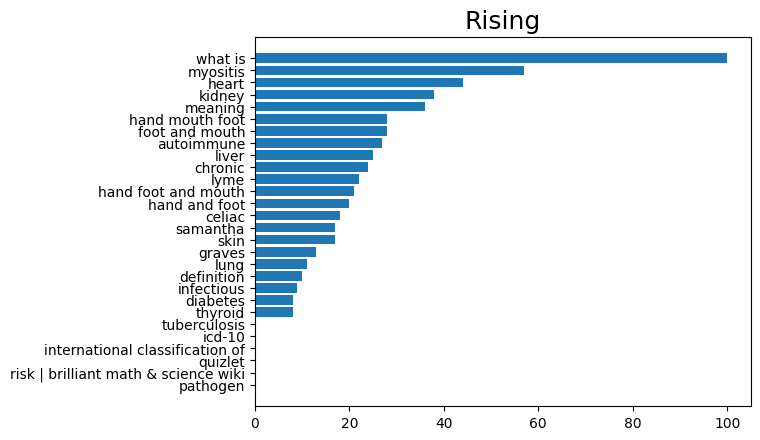 Rising
what is
myositis
heart
kidney
meaning
hand mouth foot
foot and mouth
autoimmune
liver
chronic
lyme
hand foot and mouth
hand and foot
celiac
samantha
skin
graves
lung
definition
infectious
diabetes
thyroid
tuberculosis
icd-10
international classification of
quizlet
risk | brilliant math & science wiki
pathogen
0 20 40 60 80 100